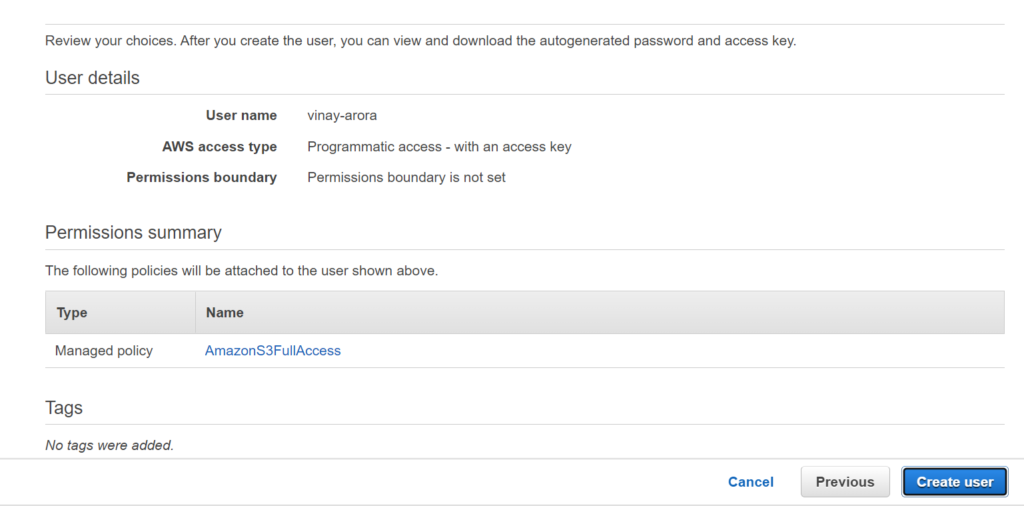 Review your choices. After you create the user, you can view and download the autogenerated password and access key.
User details
User name vinay-arora
AWS access type Programmatic access - with an access key
Permissions boundary Permissions boundary is not set
Permissions summary
The following policies will be attached to the user shown above.
Type Name
Managed policy AmazonS3FullAccess
Tags
No tags were added.
Cancel Previous Create user